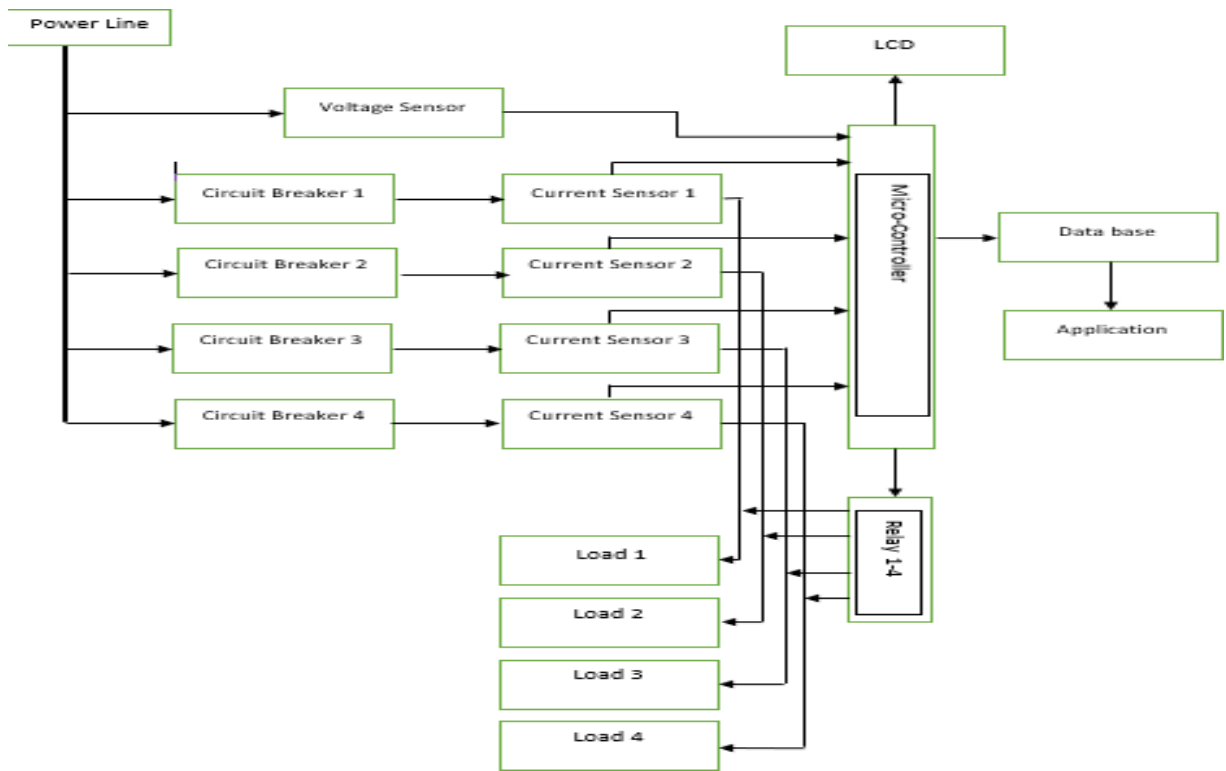 Power Line
LCD
Voltage Sensor
Circuit Breaker 1
Current Sensor 1
Micro-Controller
Circuit Breaker 2
Current Sensor 2
Data base
Circuit Breaker 3
Current Sensor 3
Application
Circuit Breaker 4
Current Sensor 4
Relay 1-4
Load 1
Load 2
Load 3
Load 4